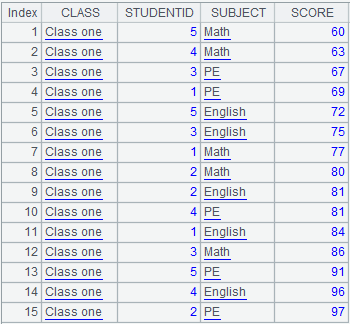 Index CLASS STUDENTID SUBJECT SCORE
1 Class one 5 Math 60
2 Class one 4 Math 63
3 Class one 3 PE 67
4 Class one 1 PE 69
5 Class one 5 English 72
6 Class one 3 English 75
7 Class one 1 Math 77
8 Class one 2 Math 80
9 Class one 2 English 81
10 Class one 4 PE 81
11 Class one 1 English 84
12 Class one 3 Math 86
13 Class one 5 PE 91
14 Class one 4 English 96
15 Class one 2 PE 97